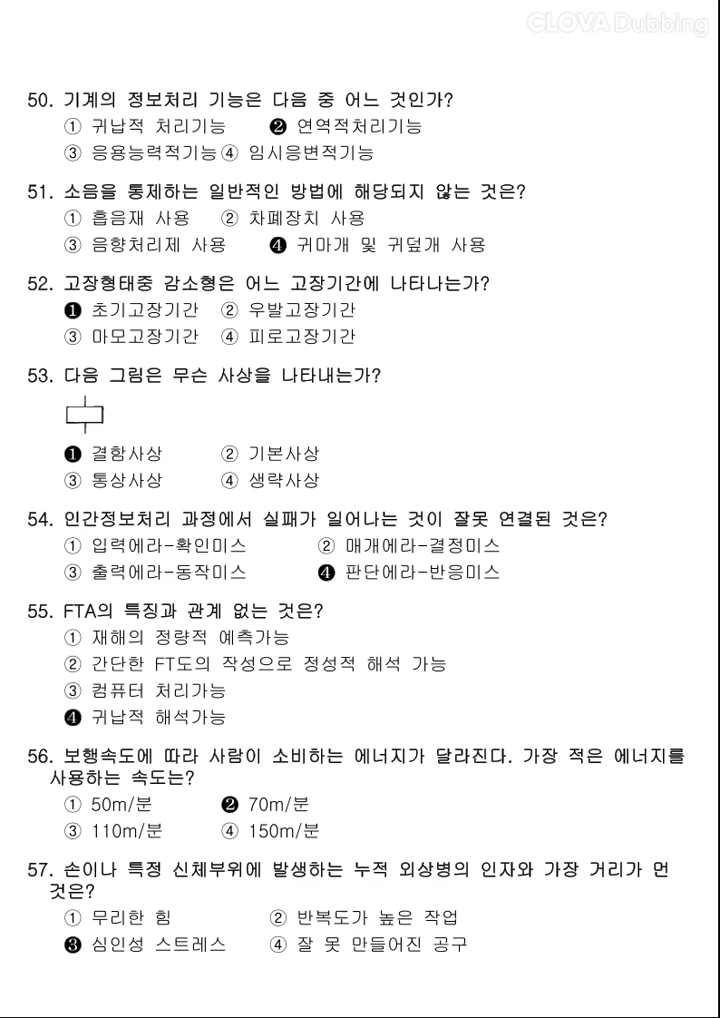 CLOVA Dubbing
50. 기계의 정보처리 기능은 다음 중 어느 것인가?
① 귀납적 처리기능 ❷ 연역적처리기능
③ 응용능력적기능 ④ 임시응변적기능
51. 소음을 통제하는 일반적인 방법에 해당되지 않는 것은?
① 흡음재 사용 ② 차폐장치 사용
③ 음향처리제 사용 ❹ 귀마개 및 귀덮개 사용
52. 고장형태중 감소형은 어느 고장기간에 나타나는가?
❶ 초기고장기간 ② 우발고장기간
③ 마모고장기간 ④ 피로고장기간
53. 다음 그림은 무슨 사상을 나타내는가?
❶ 결함사상 ② 기본사상
③ 통상사상 ④ 생략사상
54. 인간정보처리 과정에서 실패가 일어나는 것이 잘못 연결된 것은?
① 입력에라-확인미스 ② 매개에라-결정미스
③ 출력에라-동작미스 ❹ 판단에라-반응미스
55. FTA의 특징과 관계 없는 것은?
① 재해의 정량적 예측가능
② 간단한 FT도의 작성으로 정성적 해석 가능
③ 컴퓨터 처리가능
❹ 귀납적 해석가능
56. 보행속도에 따라 사람이 소비하는 에너지가 달라진다. 가장 적은 에너지를
사용하는 속도는?
① 50m/분 ❷ 70m/분
③ 110m/분 ④ 150m/분
57. 손이나 특정 신체부위에 발생하는 누적 외상병의 인자와 가장 거리가 먼
것은?
① 무리한 힘 ② 반복도가 높은 작업
❸ 심인성 스트레스 ④ 잘 못 만들어진 공구